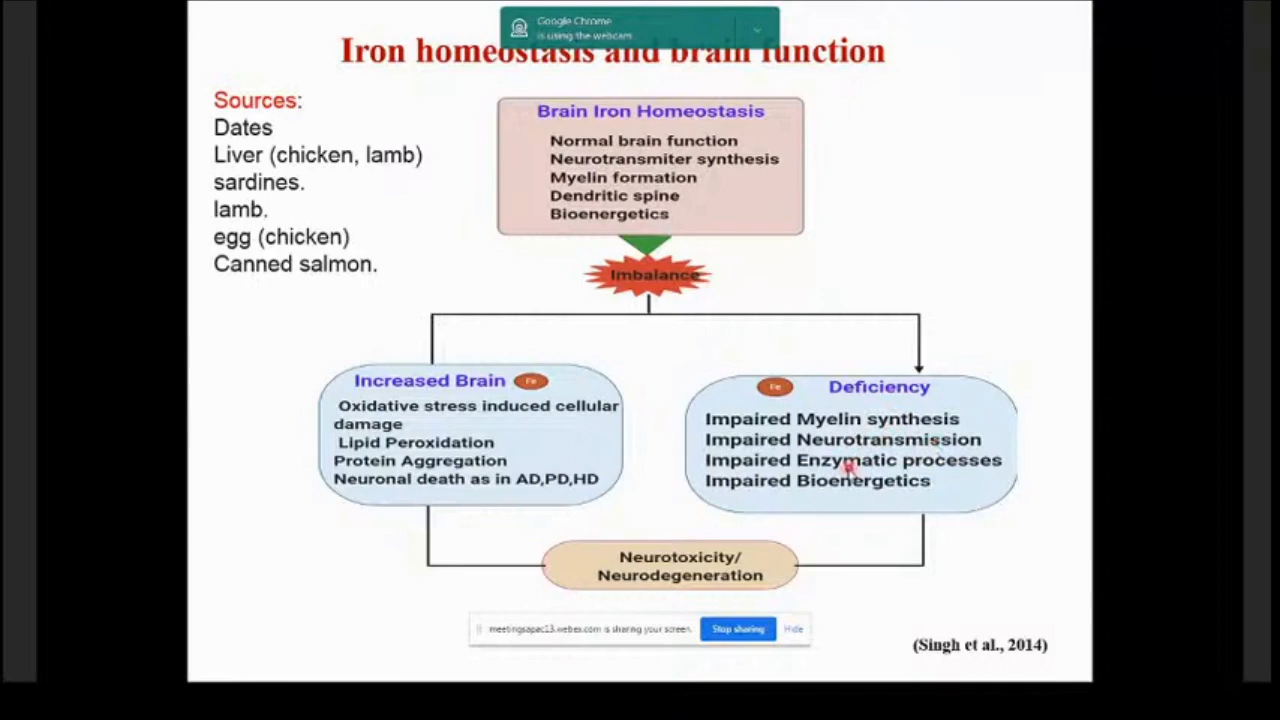 Google Chrome
is using the webcam
Iron homeostasis and brain function
Sources:
Dates
Liver (chicken, lamb)
sardines.
lamb.
egg (chicken)
Canned salmon.
Brain Iron Homeostasis
Normal brain function
Neurotransmiter synthesis
Myelin formation
Dendritic spine
Bioenergetics
Imbalance
Increased Brain Fe
Oxidative stress induced cellular
damage
Lipid Peroxidation
Protein Aggregation
Neuronal death as in AD,PD,HD
Fe Deficiency
Impaired Myelin synthesis
Impaired Neurotransmission
Impaired Enzymatic processes
Impaired Bioenergetics
Neurotoxicity/
Neurodegeneration
meetingsapac13.webex.com is sharing your screen. Stop sharing Hide
(Singh et al., 2014)